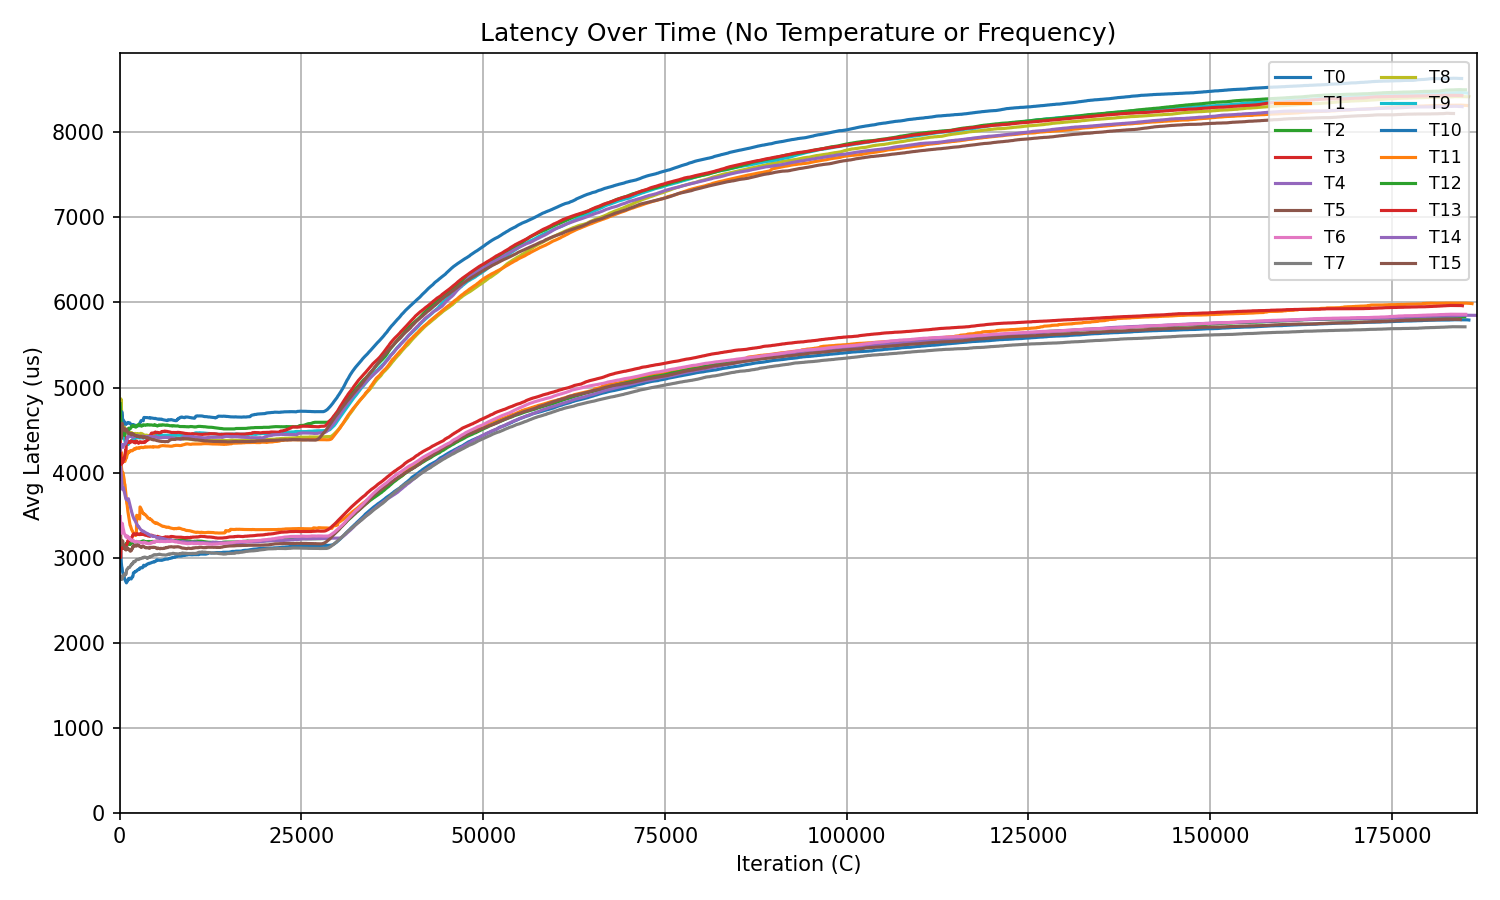 Latency Over Time (No Temperature or Frequency)
T0 T8
T1 T9
T2 T10
T3 T11
T4 T12
T5 T13
T6 T14
T7 T15
Avg Latency (us)
8000
7000
6000
5000
4000
3000
2000
1000
0
0 25000 50000 75000 100000 125000 150000 175000
Iteration (C)